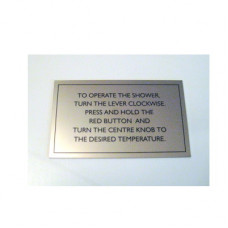 TO OPERATE THE SHOWER,
TURN THE LEVER CLOCKWISE.
PRESS AND HOLD THE
RED BUTTON AND
TURN THE CENTRE KNOB TO
THE DESIRED TEMPERATURE.